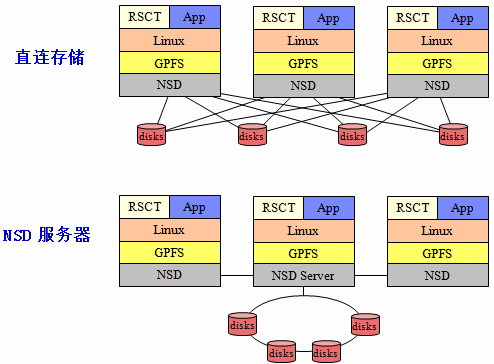 RSCT App RSCT App RSCT App
Linux Linux Linux
直连存储
GPFS GPFS GPFS
NSD NSD NSD
disks disks disks disks
RSCT App RSCT App RSCT App
Linux Linux Linux
NSD 服务器
GPFS GPFS GPFS
NSD NSD Server NSD
disks disks
disks disks